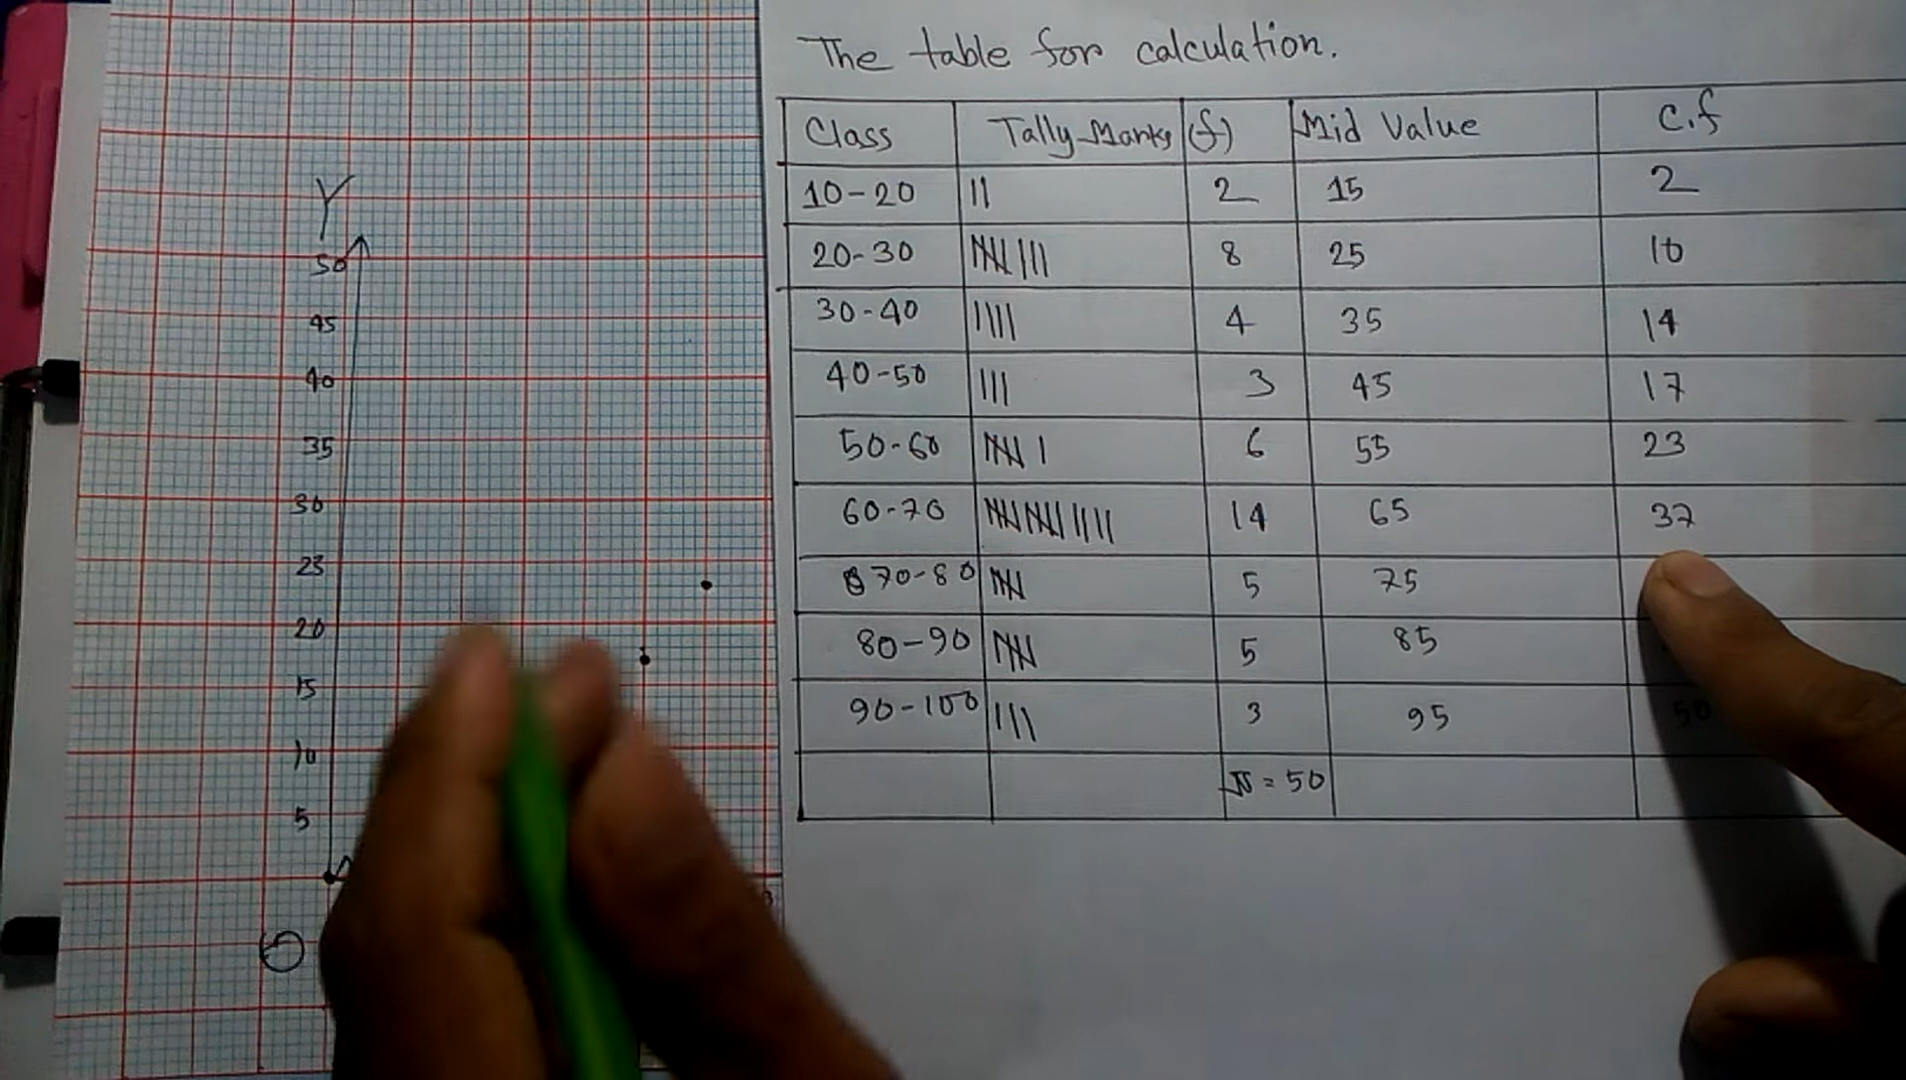 The table for calculation.
Class Tally Marks (f) Mid Value c.f
10-20 || 2 15 2
20-30 |||| ||| 8 25 10
30-40 |||| 4 35 14
40-50 ||| 3 45 17
50-60 |||| | 6 55 23
60-70 |||| |||| |||| 14 65 37
70-80 |||| 5 75
80-90 |||| 5 85
90-100 ||| 3 95 50
N = 50
Y
50
45
40
35
30
25
20
15
10
5
O